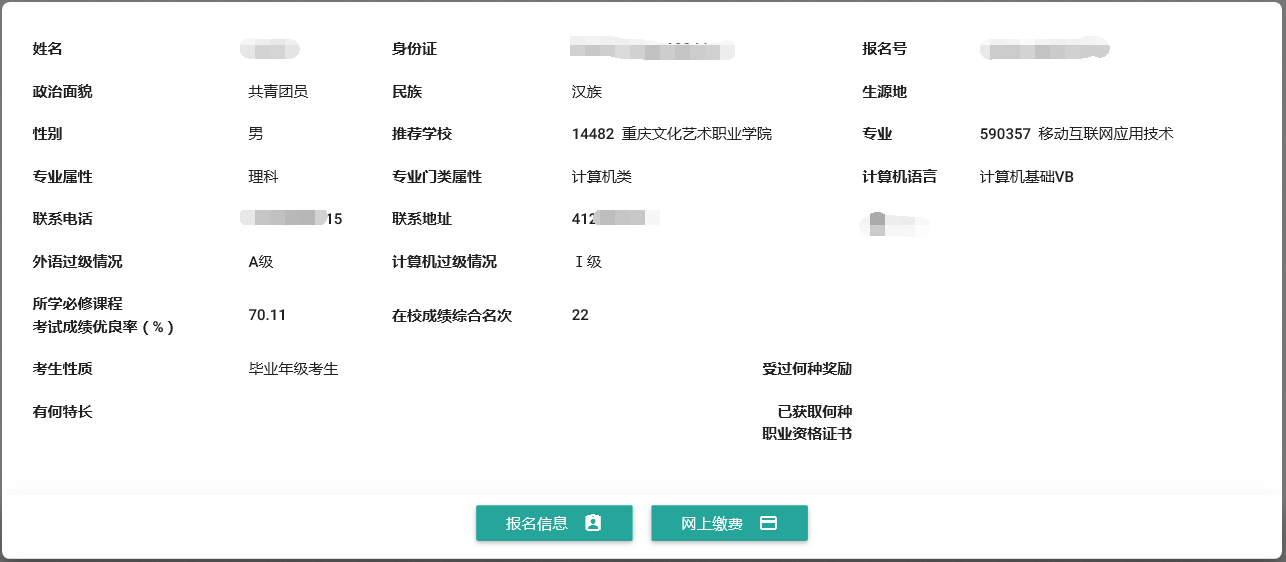 姓名 身份证 报名号
政治面貌 共青团员 民族 汉族 生源地
性别 男 推荐学校 14482 重庆文化艺术职业学院 专业 590357 移动互联网应用技术
专业属性 理科 专业门类属性 计算机类 计算机语言 计算机基础VB
联系电话 15 联系地址 412
外语过级情况 A级 计算机过级情况 Ⅰ级
所学必修课程
考试成绩优良率（%） 70.11 在校成绩综合名次 22
考生性质 毕业年级考生 受过何种奖励
有何特长 已获取何种
职业资格证书
报名信息 网上缴费